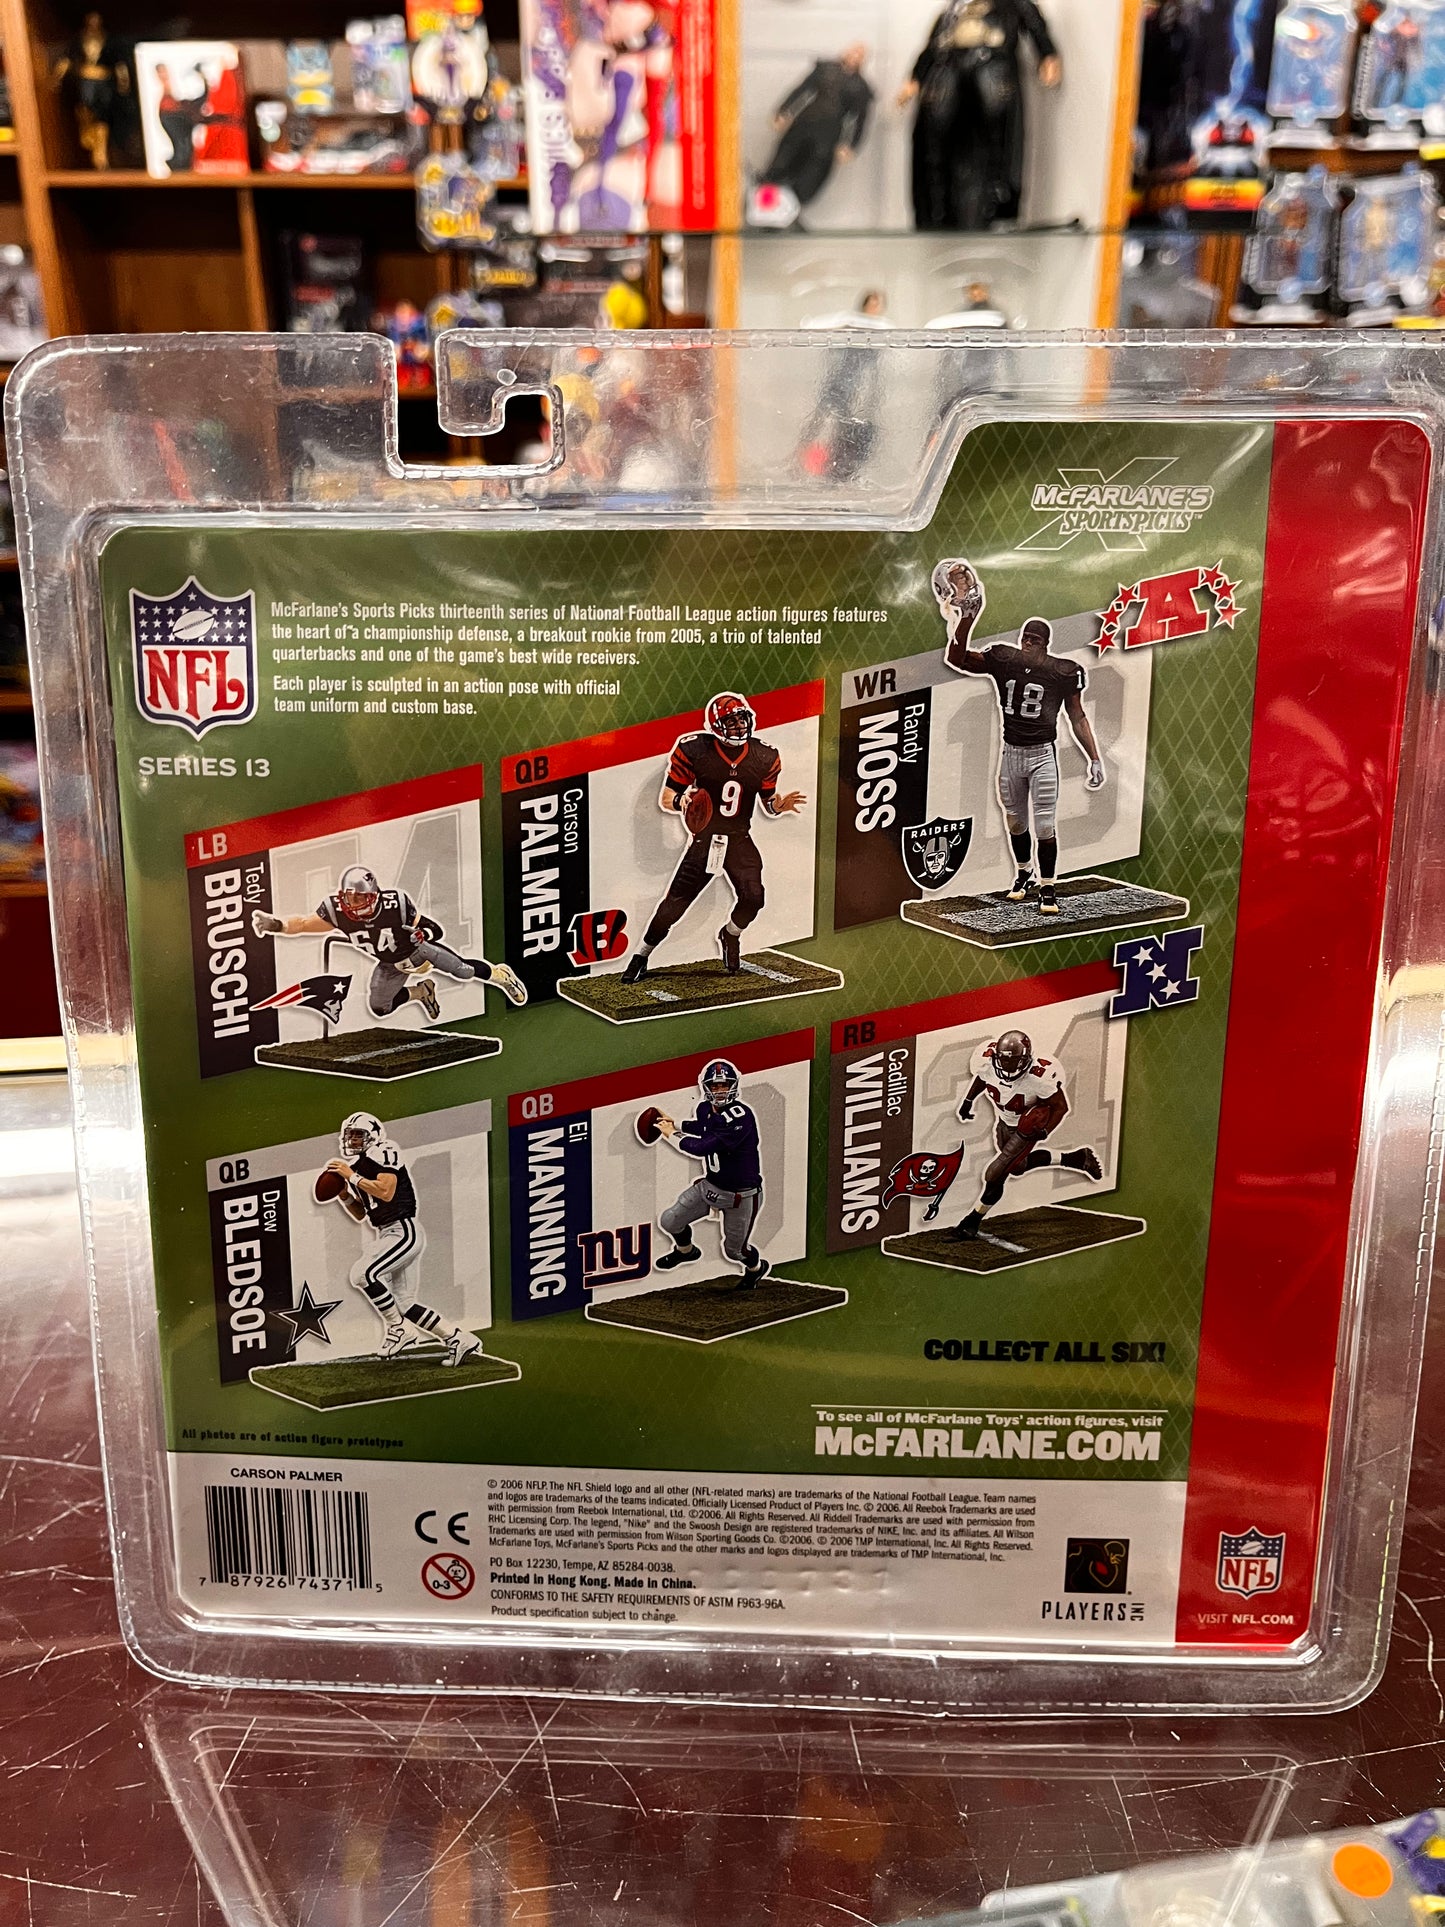 McFARLANE'S
SPORTSPICKS™
NFL
McFarlane's Sports Picks thirteenth series of National Football League action figures features
the heart of a championship defense, a breakout rookie from 2005, a trio of talented
quarterbacks and one of the game's best wide receivers.
Each player is sculpted in an action pose with official
team uniform and custom base.
SERIES 13
A
WR
Randy
MOSS
18
RAIDERS
QB
Carson
PALMER
9
9
B
LB
Tedy
BRUSCHI
54
54
N
RB
Cadillac
WILLIAMS
24
24
QB
Eli
MANNING
10
10
ny
QB
Drew
BLEDSOE
11
COLLECT ALL SIX!
To see all of McFarlane Toys' action figures, visit
McFARLANE.COM
All photos are of action figure prototypes
CARSON PALMER
7 87926 74371 5
CE
0-3
© 2006 NFLP. The NFL Shield logo and all other (NFL-related marks) are trademarks of the National Football League. Team names
and logos are trademarks of the teams indicated. Officially Licensed Product of Players Inc. © 2006. All Reebok Trademarks are used
with permission from Reebok International, Ltd. ©2006. All Rights Reserved. All Riddell Trademarks are used with permission from
RHC Licensing Corp. The legend, "Nike" and the Swoosh Design are registered trademarks of NIKE, Inc. and its affiliates. All Wilson
Trademarks are used with permission from Wilson Sporting Goods Co. ©2006. © 2006 TMP International, Inc. All Rights Reserved.
McFarlane Toys, McFarlane's Sports Picks and the other marks and logos displayed are trademarks of TMP International, Inc.
PO Box 12230, Tempe, AZ 85284-0038.
Printed in Hong Kong. Made in China.
CONFORMS TO THE SAFETY REQUIREMENTS OF ASTM F963-96A.
Product specification subject to change.
PLAYERS INC
NFL
VISIT NFL.COM